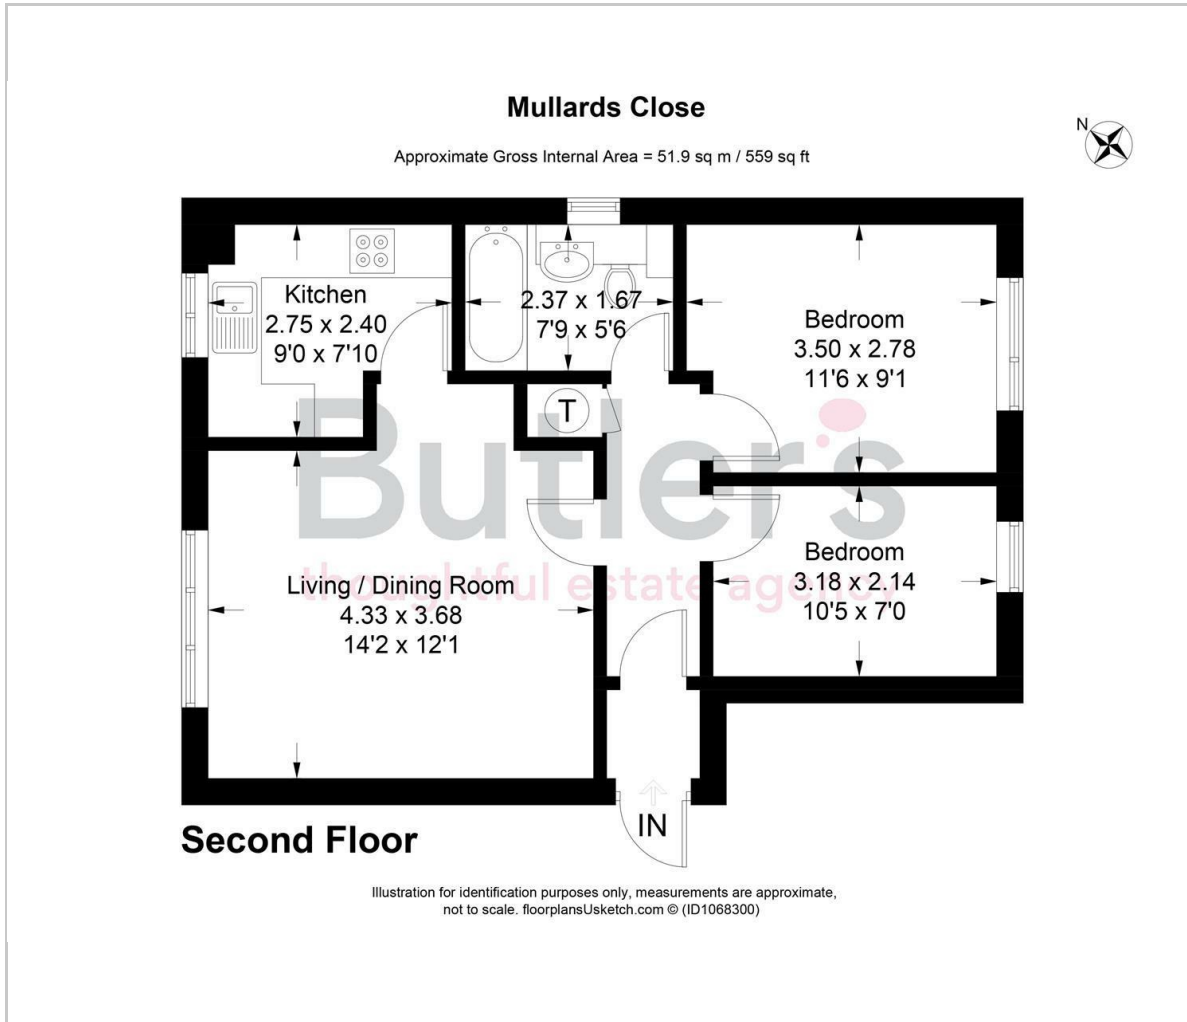 Mullards Close
N
Approximate Gross Internal Area = 51.9 sq m / 559 sq ft
Kitchen
2.75 x 2.40
9'0 x 7'10
2.37 x 1.67
7'9 x 5'6
Bedroom
3.50 x 2.78
11'6 x 9'1
T
Butler's
thoughtful estate agency
Living / Dining Room
4.33 x 3.68
14'2 x 12'1
Bedroom
3.18 x 2.14
10'5 x 7'0
IN
Second Floor
Illustration for identification purposes only, measurements are approximate,
not to scale. floorplansUsketch.com © (ID1068300)